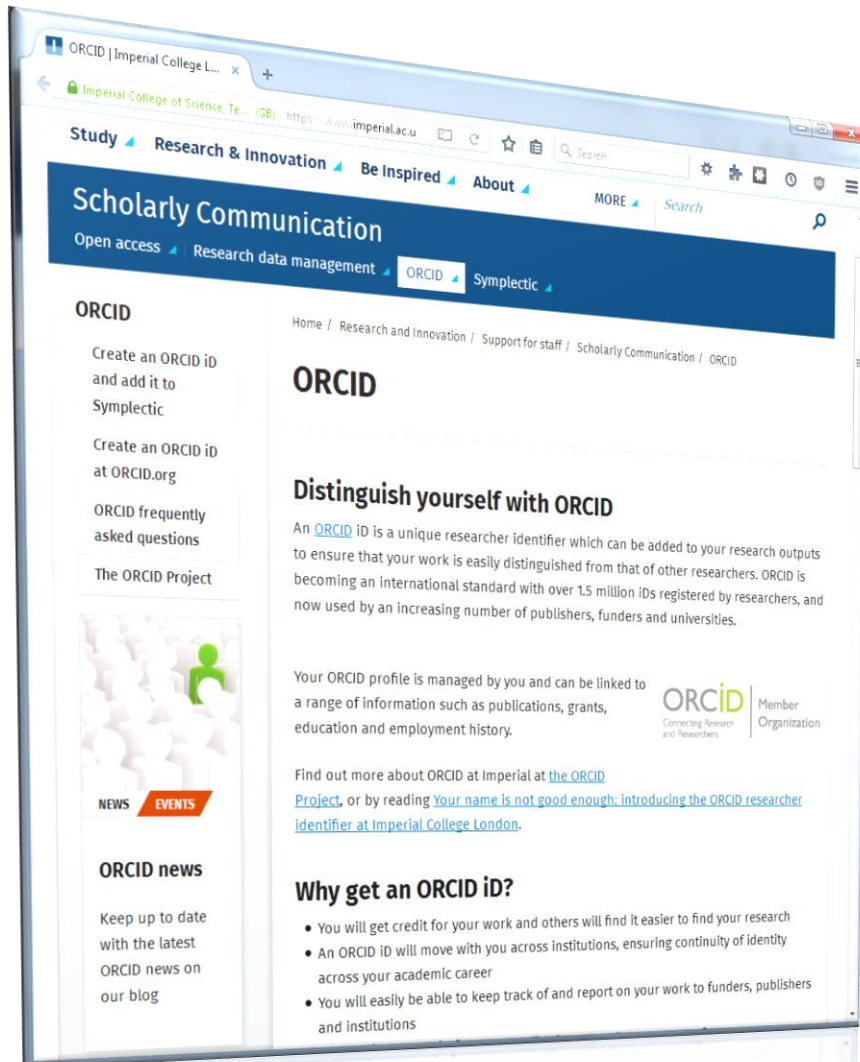 ORCID | Imperial College L... x +
Imperial College of Science, Te... (GB) https://www.imperial.ac.u Search
Study Research & Innovation Be Inspired About MORE Search
Scholarly Communication
Open access Research data management ORCID Symplectic
ORCID
Create an ORCID iD
and add it to
Symplectic
Create an ORCID iD
at ORCID.org
ORCID frequently
asked questions
The ORCID Project
NEWS EVENTS
ORCID news
Keep up to date
with the latest
ORCID news on
our blog
Home / Research and Innovation / Support for staff / Scholarly Communication / ORCID
ORCID
Distinguish yourself with ORCID
An ORCID iD is a unique researcher identifier which can be added to your research outputs
to ensure that your work is easily distinguished from that of other researchers. ORCID is
becoming an international standard with over 1.5 million iDs registered by researchers, and
now used by an increasing number of publishers, funders and universities.
Your ORCID profile is managed by you and can be linked to
a range of information such as publications, grants,
education and employment history.
ORCID
Connecting Research
and Researchers
Member
Organization
Find out more about ORCID at Imperial at the ORCID
Project, or by reading Your name is not good enough: introducing the ORCID researcher
identifier at Imperial College London.
Why get an ORCID iD?
• You will get credit for your work and others will find it easier to find your research
• An ORCID iD will move with you across institutions, ensuring continuity of identity
across your academic career
• You will easily be able to keep track of and report on your work to funders, publishers
and institutions